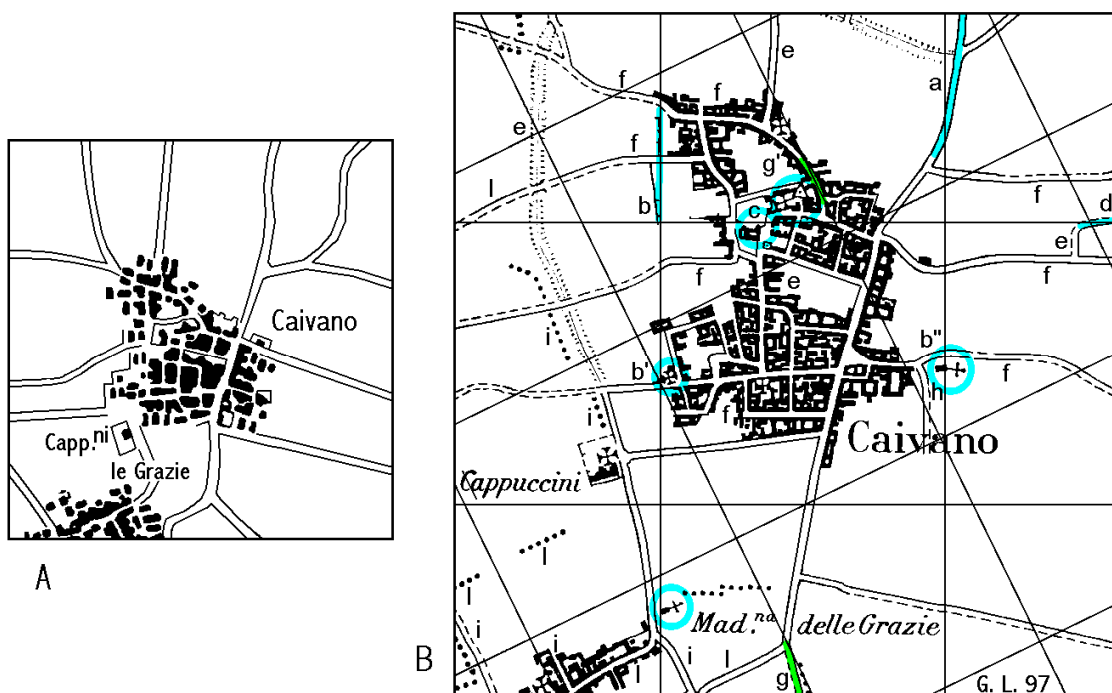 Caivano
Capp.ni
le Grazie
A
e
f
f
a
e
f
l
g'
f
b
c
d
e
f
f
e
i
b'
b"
f
h
i
f
Caivano
Cappuccini
l
l
Mad.na delle Grazie
i
i
i
l
l
g
B
G. L. 97